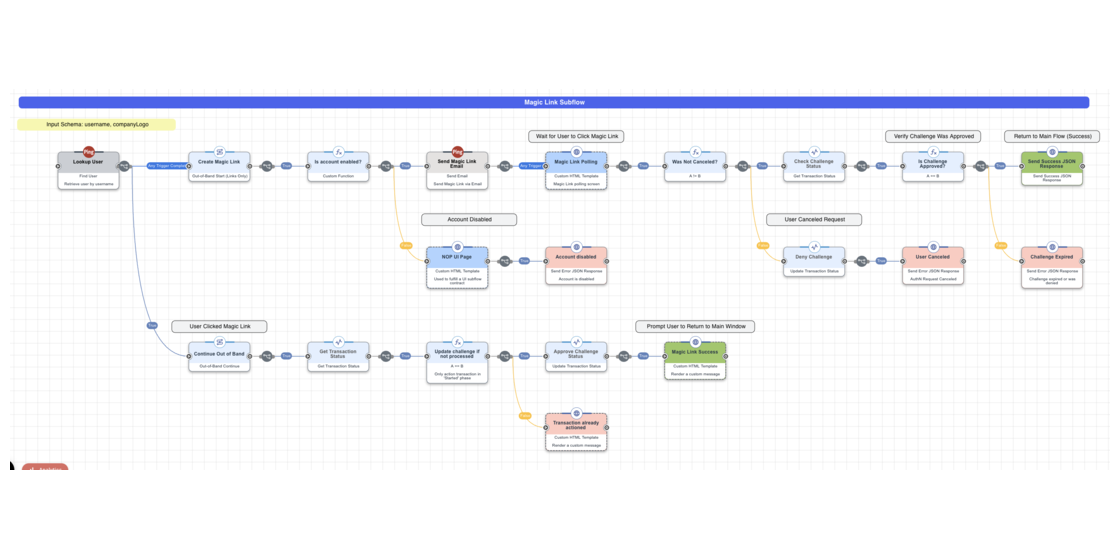 Magic Link Subflow
Input Schema: username, companyLogo
Wait for User to Click Magic Link
Verify Challenge Was Approved
Return to Main Flow (Success)
Ping
Lookup User
Find User
Retrieve user by username
Any Trigger
Create Magic Link
Out-of-Band Start (Links Only)
True
Is account enabled?
Custom Function
True
Ping
Send Magic Link
Email
Send Email
Send Magic Link via Email
Any Trigger
Magic Link Polling
Custom HTML Template
Magic Link polling screen
True
Was Not Canceled?
A != B
True
Check Challenge
Status
Get Transaction Status
True
Is Challenge
Approved?
A == B
True
Send Success JSON
Response
Send Success JSON
Response
Account Disabled
User Canceled Request
False
NOP UI Page
Custom HTML Template
Used to fulfill a UI subflow
contract
True
Account disabled
Send Error JSON Response
Account is disabled
False
Deny Challenge
Update Transaction Status
True
User Canceled
Send Error JSON Response
AuthN Request Canceled
False
Challenge Expired
Send Error JSON Response
Challenge expired or was
denied
User Clicked Magic Link
Prompt User to Return to Main Window
True
Continue Out of Band
Out-of-Band Continue
True
Get Transaction
Status
Get Transaction Status
True
Update challenge if
not processed
A == B
Only action transaction in
'Started' phase
True
Approve Challenge
Status
Update Transaction Status
True
Magic Link Success
Custom HTML Template
Render a custom message
False
Transaction already
actioned
Custom HTML Template
Render a custom message